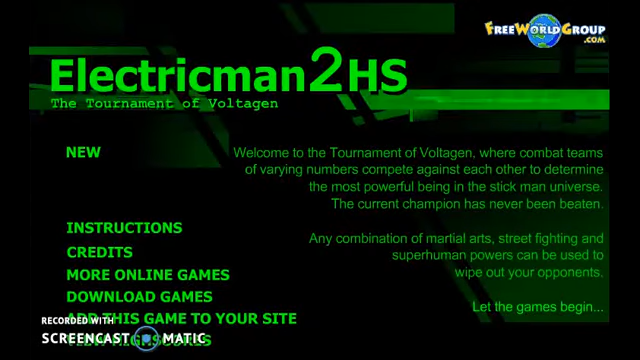 FREEWORLDGROUP
.COM
Electricman2HS
The Tournament of Voltagen
NEW
Welcome to the Tournament of Voltagen, where combat teams
of varying numbers compete against each other to determine
the most powerful being in the stick man universe.
The current champion has never been beaten.
Any combination of martial arts, street fighting and
superhuman powers can be used to
wipe out your opponents.
Let the games begin...
INSTRUCTIONS
CREDITS
MORE ONLINE GAMES
DOWNLOAD GAMES
ADD THIS GAME TO YOUR SITE
VIEW HIGHSCORES
RECORDED WITH
SCREENCAST MATIC